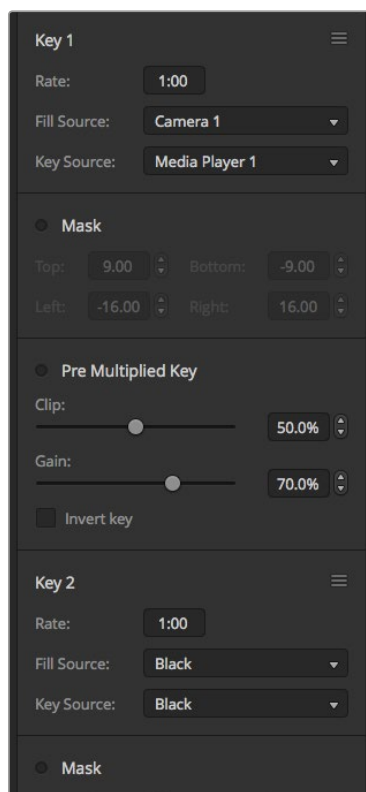 Key 1
Rate: 1:00
Fill Source: Camera 1
Key Source: Media Player 1
Mask
Top: 9.00 Bottom: -9.00
Left: -16.00 Right: 16.00
Pre Multiplied Key
Clip:
50.0%
Gain:
70.0%
Invert key
Key 2
Rate: 1:00
Fill Source: Black
Key Source: Black
Mask